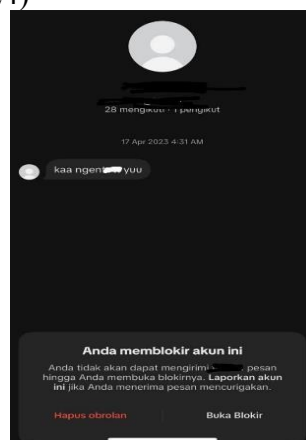 28 mengikuti · 1 pengikut
17 Apr 2023 4:31 AM
kaa yuu
Anda memblokir akun ini
Anda tidak akan dapat mengirimi pesan
hingga Anda membuka blokirnya. Laporkan akun
ini jika Anda menerima pesan mencurigakan.
Hapus obrolan
Buka Blokir